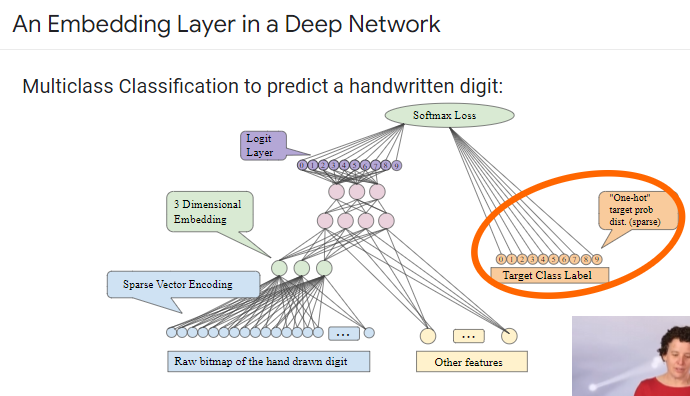 An Embedding Layer in a Deep Network
Multiclass Classification to predict a handwritten digit:
Softmax Loss
Logit
Layer
0 1 2 3 4 5 6 7 8 9
3 Dimensional
Embedding
"One-hot"
target prob
dist. (sparse)
0 1 2 3 4 5 6 7 8 9
Target Class Label
Sparse Vector Encoding
...
...
Raw bitmap of the hand drawn digit
Other features